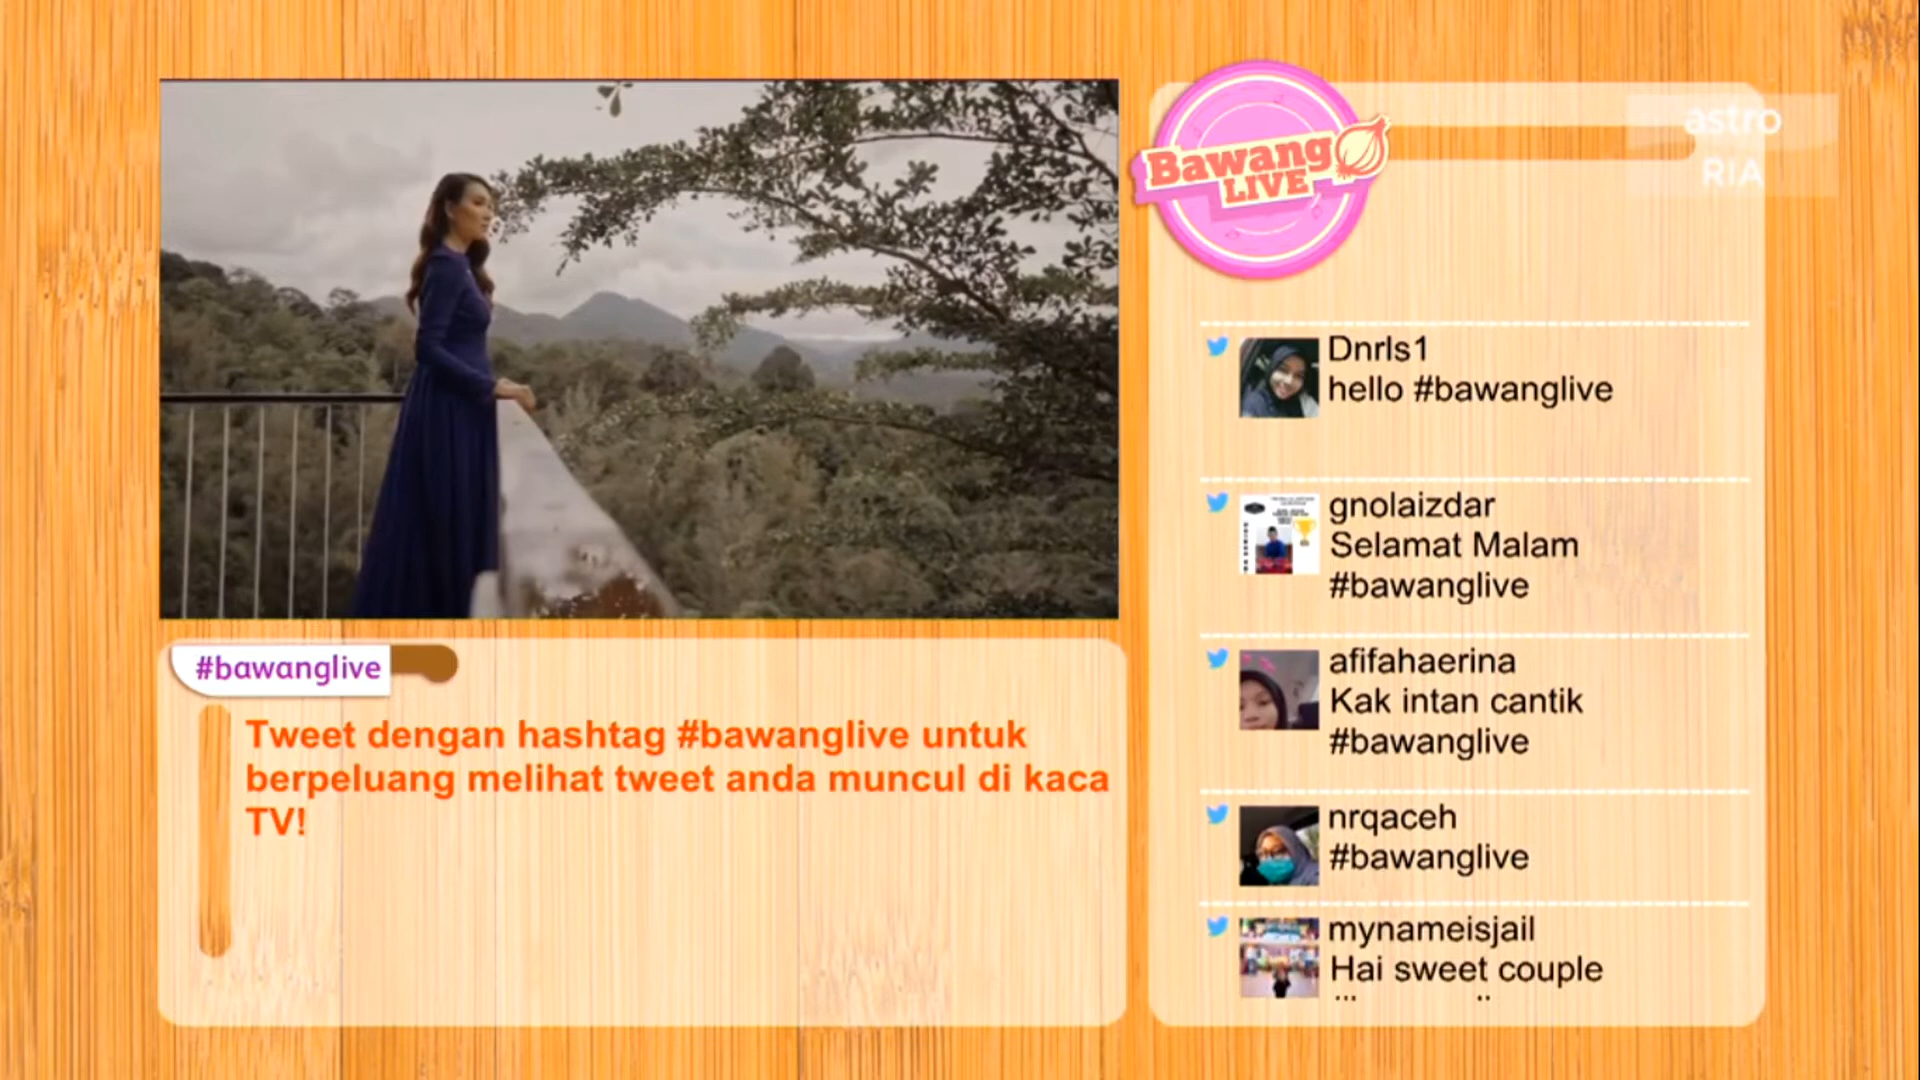 Bawang
LIVE
astro
RIA
Dnrls1
hello #bawanglive
gnolaizdar
Selamat Malam
#bawanglive
afifahaerina
Kak intan cantik
#bawanglive
nrqaceh
#bawanglive
mynameisjail
Hai sweet couple
#bawanglive
Tweet dengan hashtag #bawanglive untuk
berpeluang melihat tweet anda muncul di kaca
TV!